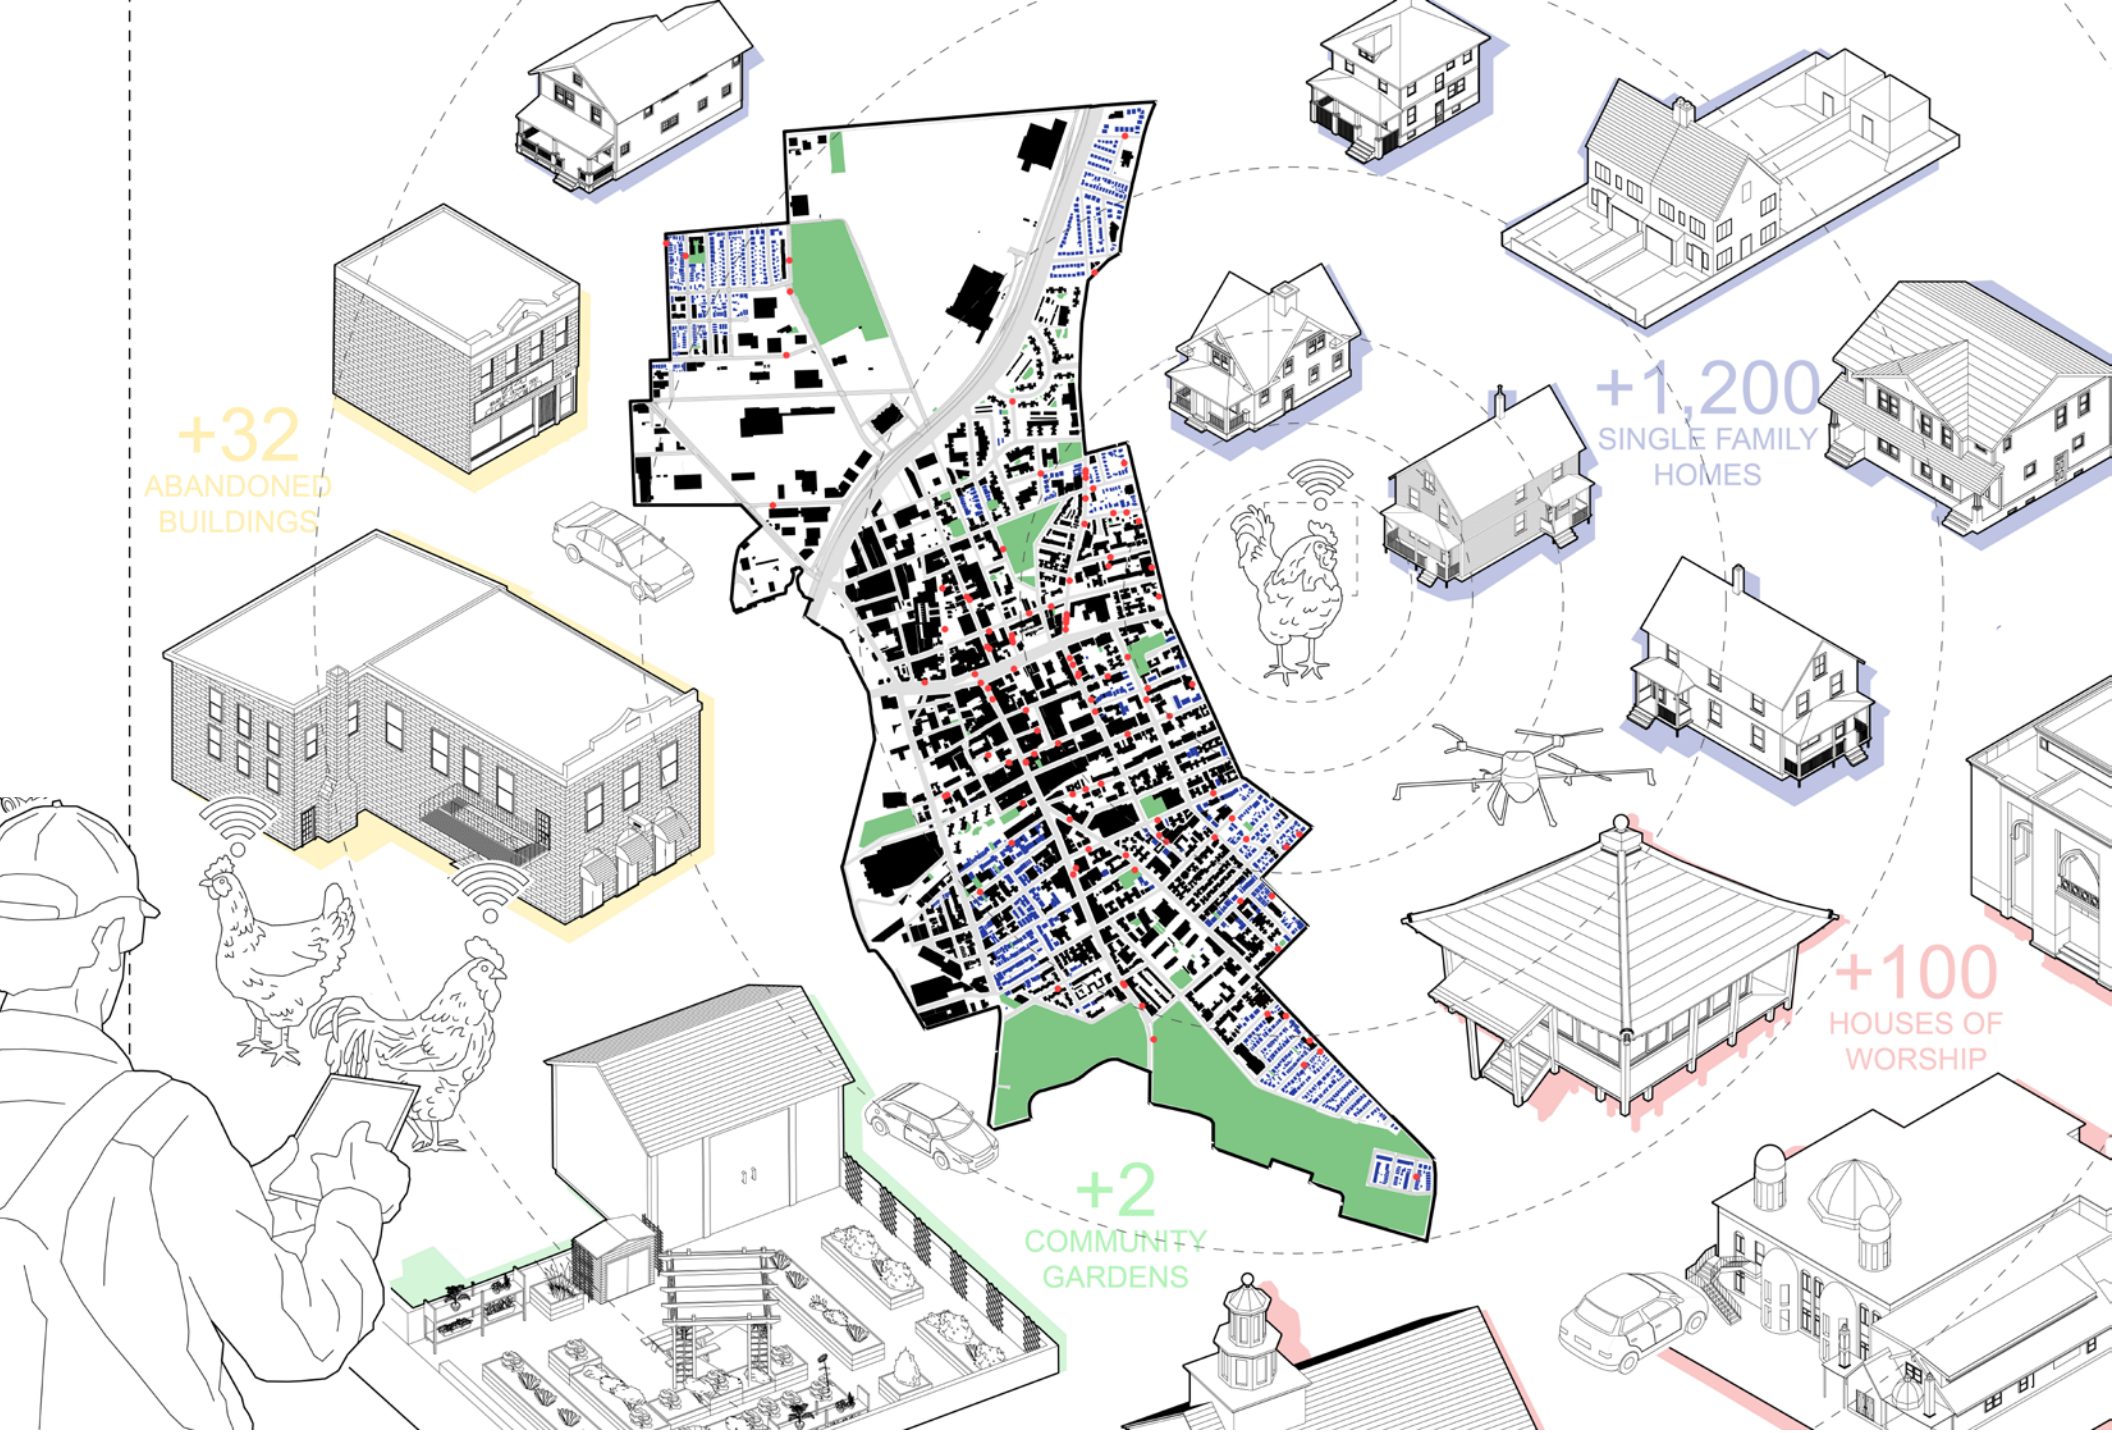 +32
ABANDONED
BUILDINGS
+1,200
SINGLE FAMILY
HOMES
+100
HOUSES OF
WORSHIP
+2
COMMUNITY
GARDENS